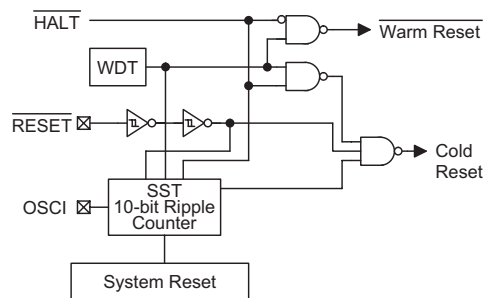 HALT
Warm Reset
WDT
RESET
Cold
Reset
SST
10-bit Ripple
Counter
OSCI
System Reset